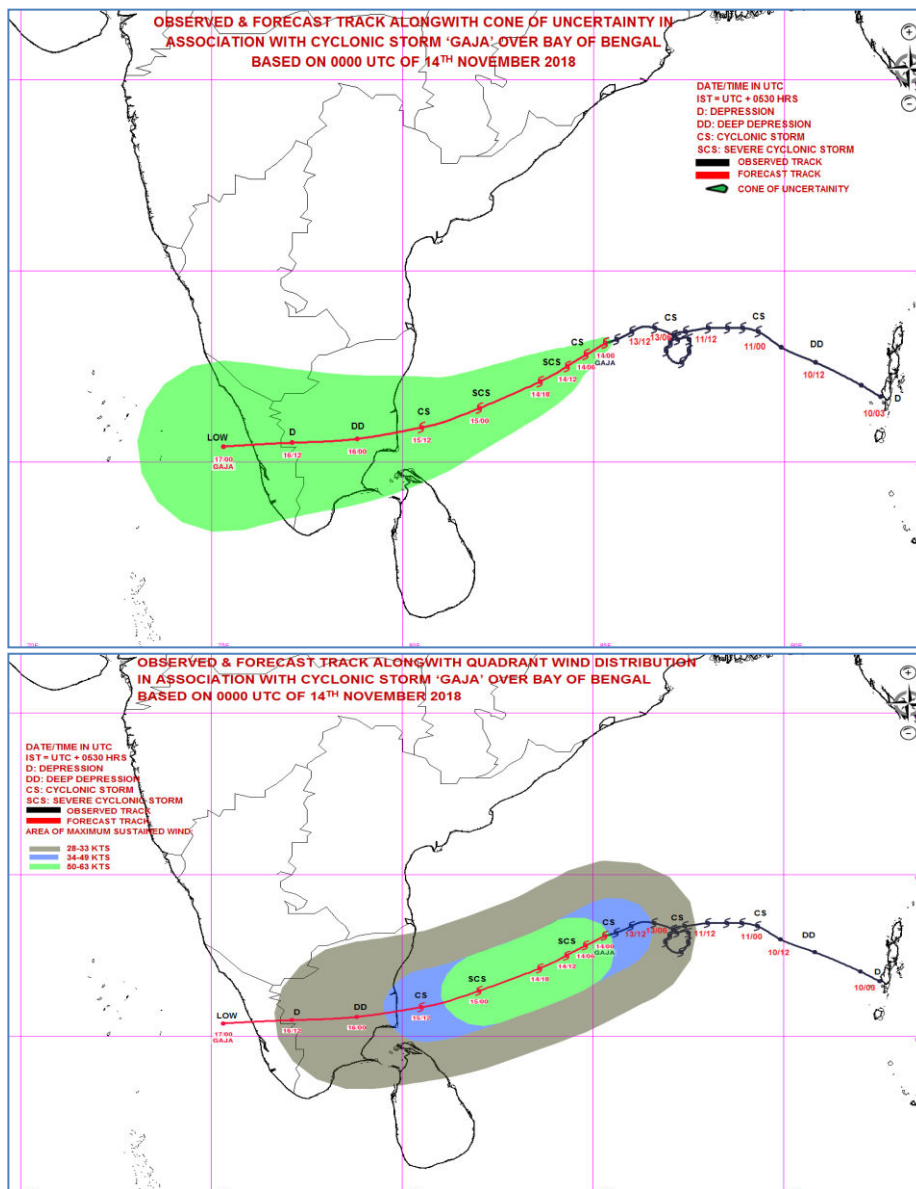 OBSERVED & FORECAST TRACK ALONGWITH CONE OF UNCERTAINTY IN
ASSOCIATION WITH CYCLONIC STORM ‘GAJA’ OVER BAY OF BENGAL
BASED ON 0000 UTC OF 14TH NOVEMBER 2018
DATE/TIME IN UTC
IST = UTC + 0530 HRS
D: DEPRESSION
DD: DEEP DEPRESSION
CS: CYCLONIC STORM
SCS: SEVERE CYCLONIC STORM
OBSERVED TRACK
FORECAST TRACK
CONE OF UNCERTAINITY
CS
13/12
13/06
CS
11/12
CS
11/00
DD
10/12
D
10/03
CS
14/00
GAJA
14/06
SCS
14/12
14/18
SCS
15/00
CS
15/12
DD
16/00
D
16/12
LOW
17/00
GAJA
OBSERVED & FORECAST TRACK ALONGWITH QUADRANT WIND DISTRIBUTION
IN ASSOCIATION WITH CYCLONIC STORM ‘GAJA’ OVER BAY OF BENGAL
BASED ON 0000 UTC OF 14TH NOVEMBER 2018
DATE/TIME IN UTC
IST = UTC + 0530 HRS
D: DEPRESSION
DD: DEEP DEPRESSION
CS: CYCLONIC STORM
SCS: SEVERE CYCLONIC STORM
OBSERVED TRACK
FORECAST TRACK
AREA OF MAXIMUM SUSTAINED WIND:
28-33 KTS
34-49 KTS
50-63 KTS
CS
13/12
13/06
CS
11/12
CS
11/00
DD
10/12
D
10/03
14/00
GAJA
14/06
SCS
14/12
14/18
SCS
15/00
CS
15/12
DD
16/00
D
16/12
LOW
17/00
GAJA